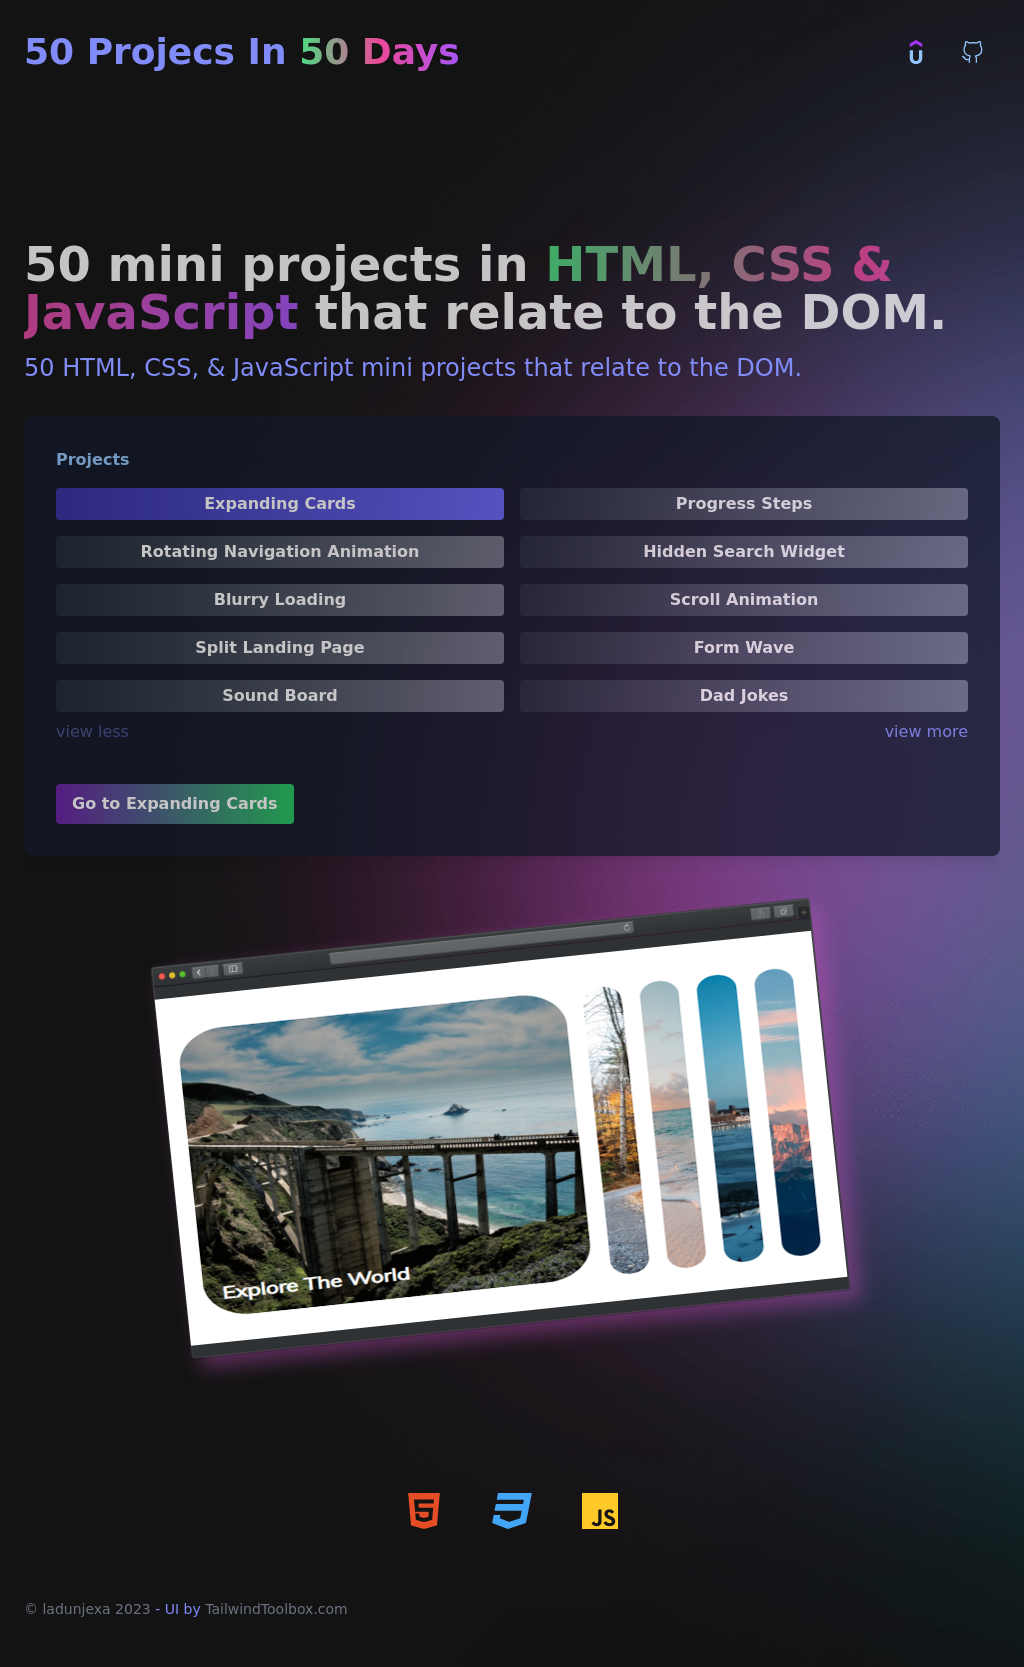 50 Projecs In 50 Days
50 mini projects in HTML, CSS &
JavaScript that relate to the DOM.
50 HTML, CSS, & JavaScript mini projects that relate to the DOM.
Projects
Expanding Cards
Progress Steps
Rotating Navigation Animation
Hidden Search Widget
Blurry Loading
Scroll Animation
Split Landing Page
Form Wave
Sound Board
Dad Jokes
view less
view more
Go to Expanding Cards
Explore The World
JS
© ladunjexa 2023 - UI by TailwindToolbox.com